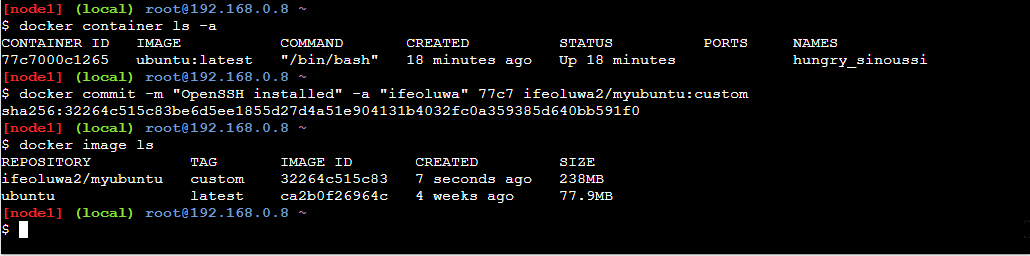 [node1] (local) root@192.168.0.8 ~
$ docker container ls -a
CONTAINER ID   IMAGE           COMMAND       CREATED          STATUS          PORTS     NAMES
77c7000c1265   ubuntu:latest   "/bin/bash"   18 minutes ago   Up 18 minutes             hungry_sinoussi
[node1] (local) root@192.168.0.8 ~
$ docker commit -m "OpenSSH installed" -a "ifeoluwa" 77c7 ifeoluwa2/myubuntu:custom
sha256:32264c515c83be6d5ee1855d27d4a51e904131b4032fc0a359385d640bb591f0
[node1] (local) root@192.168.0.8 ~
$ docker image ls
REPOSITORY           TAG       IMAGE ID       CREATED         SIZE
ifeoluwa2/myubuntu   custom    32264c515c83   7 seconds ago   238MB
ubuntu               latest    ca2b0f26964c   4 weeks ago     77.9MB
[node1] (local) root@192.168.0.8 ~
$